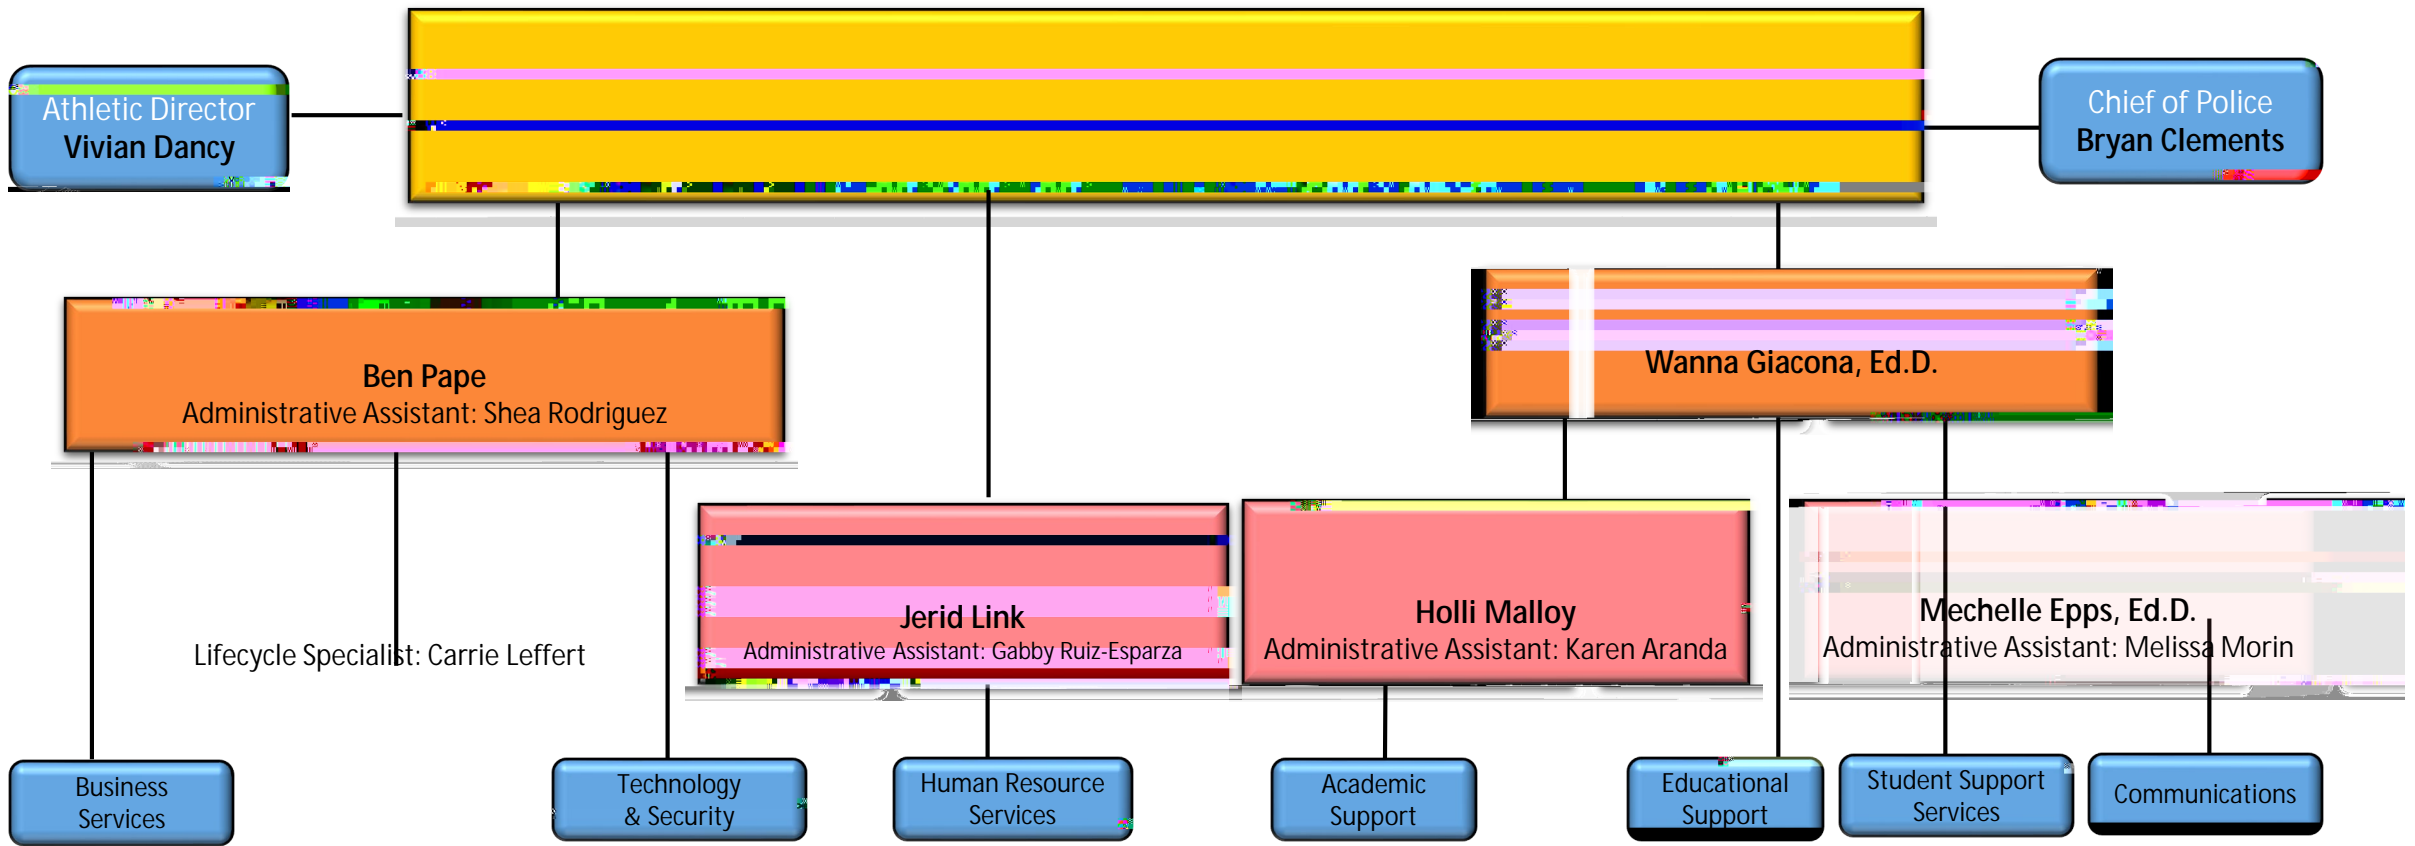 Athletic Director
Vivian Dancy
Chief of Police
Bryan Clements
Ben Pape
Administrative Assistant: Shea Rodriguez
Wanna Giacona, Ed.D.
Jerid Link
Administrative Assistant: Gabby Ruiz-Esparza
Holli Malloy
Administrative Assistant: Karen Aranda
Mechelle Epps, Ed.D.
Administrative Assistant: Melissa Morin
Lifecycle Specialist: Carrie Leffert
Business
Services
Technology
& Security
Human Resource
Services
Academic
Support
Educational
Support
Student Support
Services
Communications